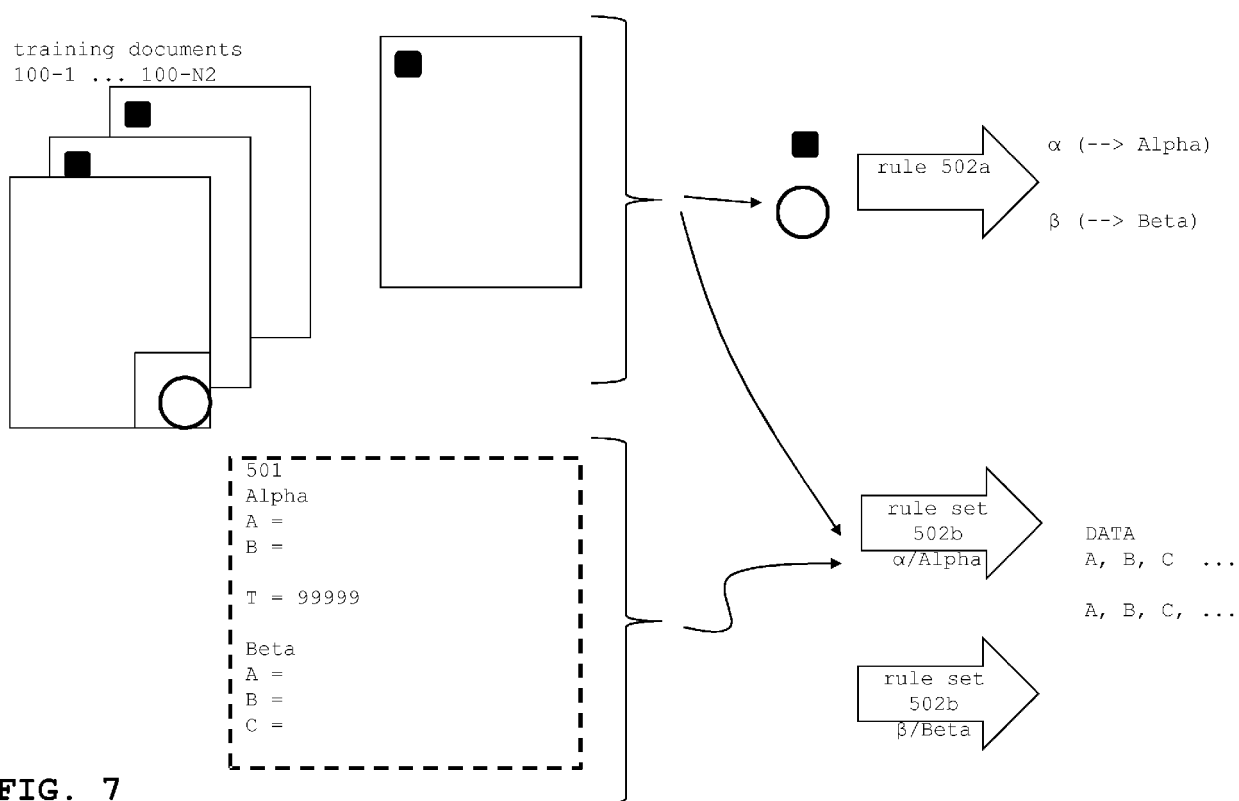 training documents
100-1 ... 100-N2
rule 502a
α (--> Alpha)
β (--> Beta)
501
Alpha
A =
B =
T = 99999
Beta
A =
B =
C =
rule set
502b
α/Alpha
DATA
A, B, C ...
A, B, C, ...
rule set
502b
β/Beta
FIG. 7